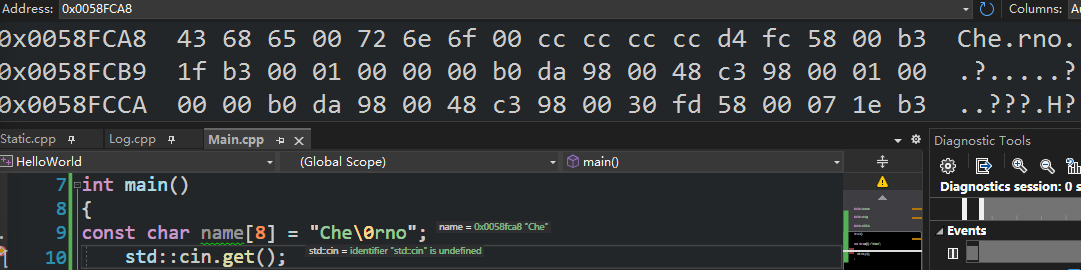 Address: 0x0058FCA8 Columns: Au
0x0058FCA8 43 68 65 00 72 6e 6f 00 cc cc cc cc d4 fc 58 00 b3 Che.rno.
0x0058FCB9 1f b3 00 01 00 00 00 b0 da 98 00 48 c3 98 00 01 00 .?.....?
0x0058FCCA 00 00 b0 da 98 00 48 c3 98 00 30 fd 58 00 07 1e b3 ..???.H?
Static.cpp Log.cpp Main.cpp Diagnostic Tools
HelloWorld (Global Scope) main()
7 int main()
Diagnostics session: 0 s
8 {
9 const char name[8] = "Che\0rno"; name = 0x0058fca8 "Che"
Events
10 std::cin.get(); std::cin = identifier "std::cin" is undefined